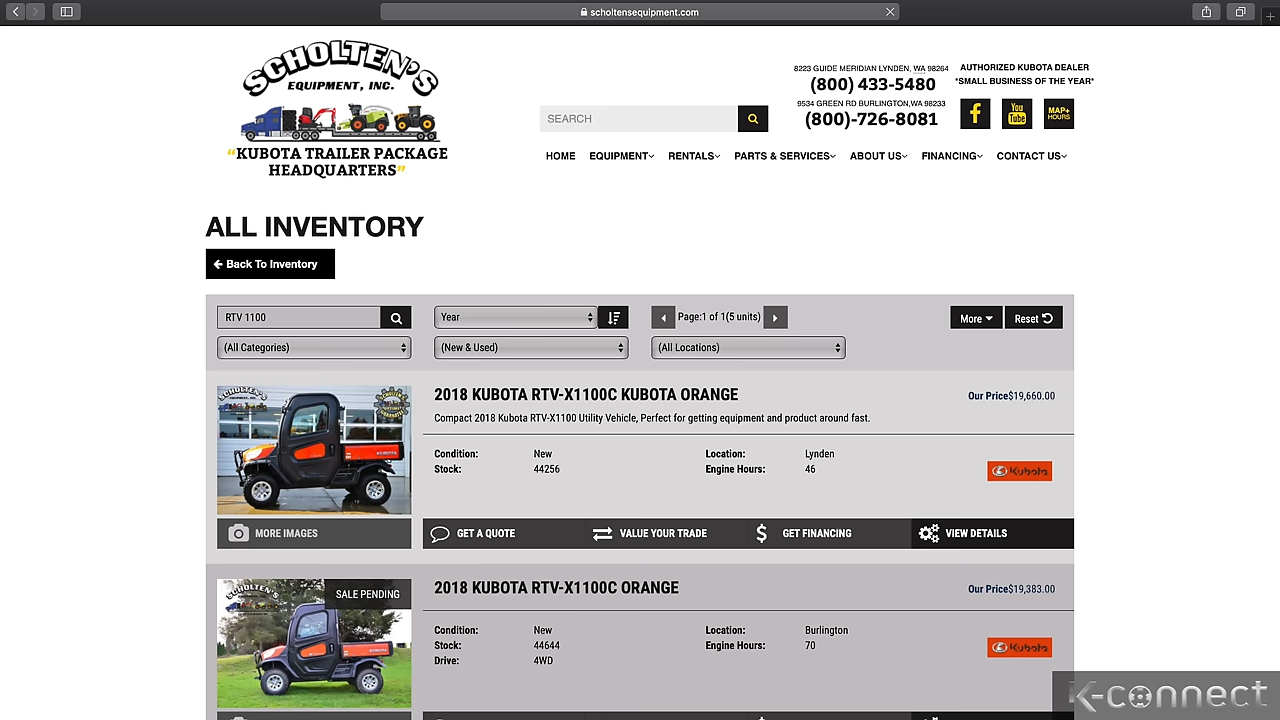 scholtensequipment.com
SCHOLTEN'S
EQUIPMENT, INC.
“KUBOTA TRAILER PACKAGE
HEADQUARTERS”
8223 GUIDE MERIDIAN LYNDEN, WA 98264
(800) 433-5480
9534 GREEN RD BURLINGTON,WA 98233
(800)-726-8081
AUTHORIZED KUBOTA DEALER
*SMALL BUSINESS OF THE YEAR*
f
You
Tube
MAP+
HOURS
SEARCH
HOME EQUIPMENT RENTALS PARTS & SERVICES ABOUT US FINANCING CONTACT US
ALL INVENTORY
Back To Inventory
RTV 1100 Year Page:1 of 1(5 units) More Reset
(All Categories) (New & Used) (All Locations)
SCHOLTEN'S
2018 KUBOTA RTV-X1100C KUBOTA ORANGE Our Price$19,660.00
Compact 2018 Kubota RTV-X1100 Utility Vehicle, Perfect for getting equipment and product around fast.
Condition: New Location: Lynden
Stock: 44256 Engine Hours: 46
Kubota
MORE IMAGES GET A QUOTE VALUE YOUR TRADE GET FINANCING VIEW DETAILS
SCHOLTEN'S
SALE PENDING
2018 KUBOTA RTV-X1100C ORANGE Our Price$19,383.00
Condition: New Location: Burlington
Stock: 44644 Engine Hours: 70
Drive: 4WD
Kubota
K-connect